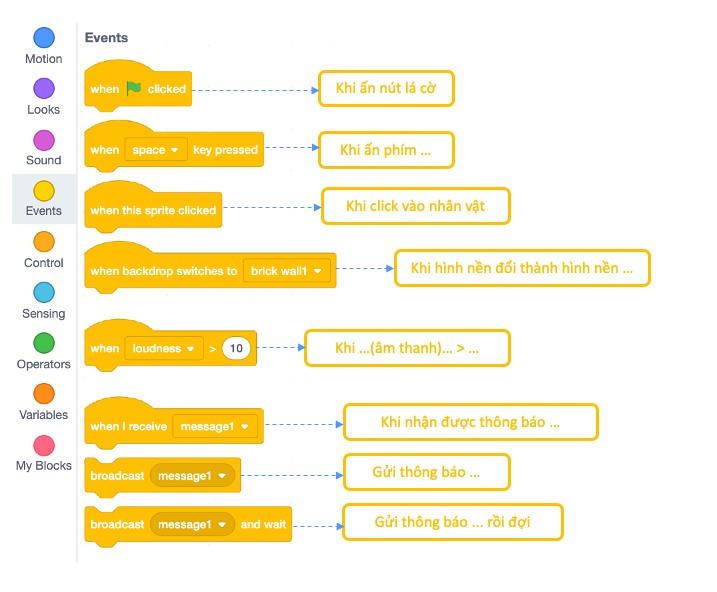 Motion
Looks
Sound
Events
Control
Sensing
Operators
Variables
My Blocks
Events
when clicked
Khi ấn nút lá cờ
when space key pressed
Khi ấn phím ...
when this sprite clicked
Khi click vào nhân vật
when backdrop switches to brick wall1
Khi hình nền đổi thành hình nền ...
when loudness > 10
Khi ...(âm thanh)... > ...
when I receive message1
Khi nhận được thông báo ...
broadcast message1
Gửi thông báo ...
broadcast message1 and wait
Gửi thông báo ... rồi đợi